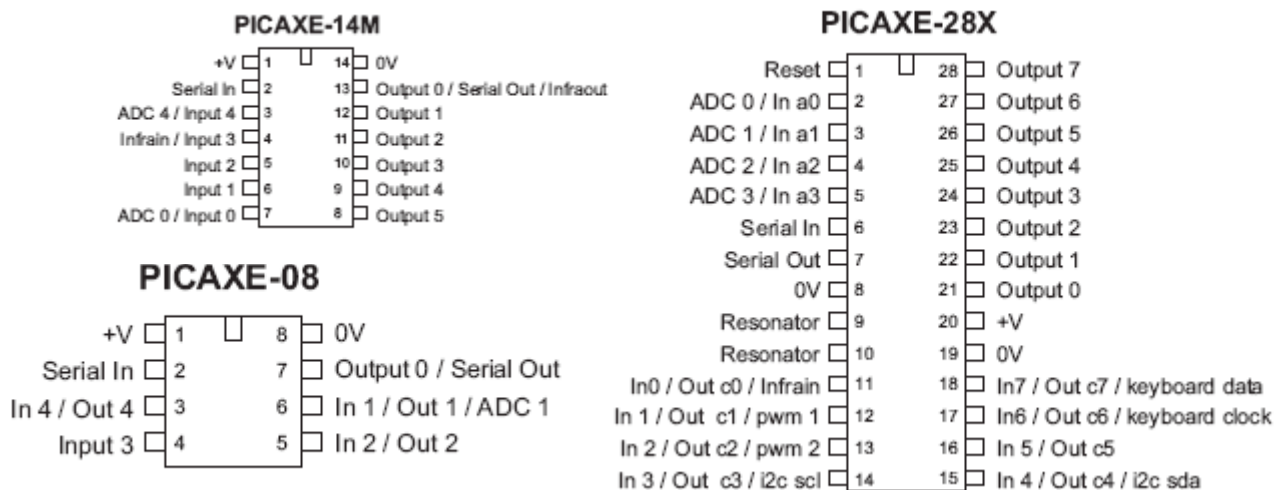 PICAXE-14M
+V 1 14 0V
Serial In 2 13 Output 0 / Serial Out / Infraout
ADC 4 / Input 4 3 12 Output 1
Infrain / Input 3 4 11 Output 2
Input 2 5 10 Output 3
Input 1 6 9 Output 4
ADC 0 / Input 0 7 8 Output 5
PICAXE-08
+V 1 8 0V
Serial In 2 7 Output 0 / Serial Out
In 4 / Out 4 3 6 In 1 / Out 1 / ADC 1
Input 3 4 5 In 2 / Out 2
PICAXE-28X
Reset 1 28 Output 7
ADC 0 / In a0 2 27 Output 6
ADC 1 / In a1 3 26 Output 5
ADC 2 / In a2 4 25 Output 4
ADC 3 / In a3 5 24 Output 3
Serial In 6 23 Output 2
Serial Out 7 22 Output 1
0V 8 21 Output 0
Resonator 9 20 +V
Resonator 10 19 0V
In0 / Out c0 / Infrain 11 18 In7 / Out c7 / keyboard data
In 1 / Out c1 / pwm 1 12 17 In6 / Out c6 / keyboard clock
In 2 / Out c2 / pwm 2 13 16 In 5 / Out c5
In 3 / Out c3 / i2c scl 14 15 In 4 / Out c4 / i2c sda